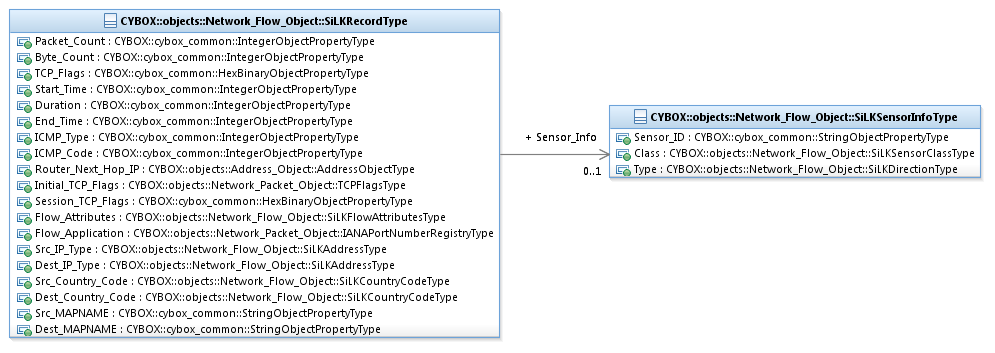 CYBOX::objects::Network_Flow_Object::SiLKRecordType
Packet_Count : CYBOX::cybox_common::IntegerObjectPropertyType
Byte_Count : CYBOX::cybox_common::IntegerObjectPropertyType
TCP_Flags : CYBOX::cybox_common::HexBinaryObjectPropertyType
Start_Time : CYBOX::cybox_common::IntegerObjectPropertyType
Duration : CYBOX::cybox_common::IntegerObjectPropertyType
End_Time : CYBOX::cybox_common::IntegerObjectPropertyType
ICMP_Type : CYBOX::cybox_common::IntegerObjectPropertyType
ICMP_Code : CYBOX::cybox_common::IntegerObjectPropertyType
Router_Next_Hop_IP : CYBOX::objects::Address_Object::AddressObjectType
Initial_TCP_Flags : CYBOX::objects::Network_Packet_Object::TCPFlagsType
Session_TCP_Flags : CYBOX::cybox_common::HexBinaryObjectPropertyType
Flow_Attributes : CYBOX::objects::Network_Flow_Object::SiLKFlowAttributesType
Flow_Application : CYBOX::objects::Network_Packet_Object::IANAPortNumberRegistryType
Src_IP_Type : CYBOX::objects::Network_Flow_Object::SiLKAddressType
Dest_IP_Type : CYBOX::objects::Network_Flow_Object::SiLKAddressType
Src_Country_Code : CYBOX::objects::Network_Flow_Object::SiLKCountryCodeType
Dest_Country_Code : CYBOX::objects::Network_Flow_Object::SiLKCountryCodeType
Src_MAPNAME : CYBOX::cybox_common::StringObjectPropertyType
Dest_MAPNAME : CYBOX::cybox_common::StringObjectPropertyType
+ Sensor_Info
0..1
CYBOX::objects::Network_Flow_Object::SiLKSensorInfoType
Sensor_ID : CYBOX::cybox_common::StringObjectPropertyType
Class : CYBOX::objects::Network_Flow_Object::SiLKSensorClassType
Type : CYBOX::objects::Network_Flow_Object::SiLKDirectionType